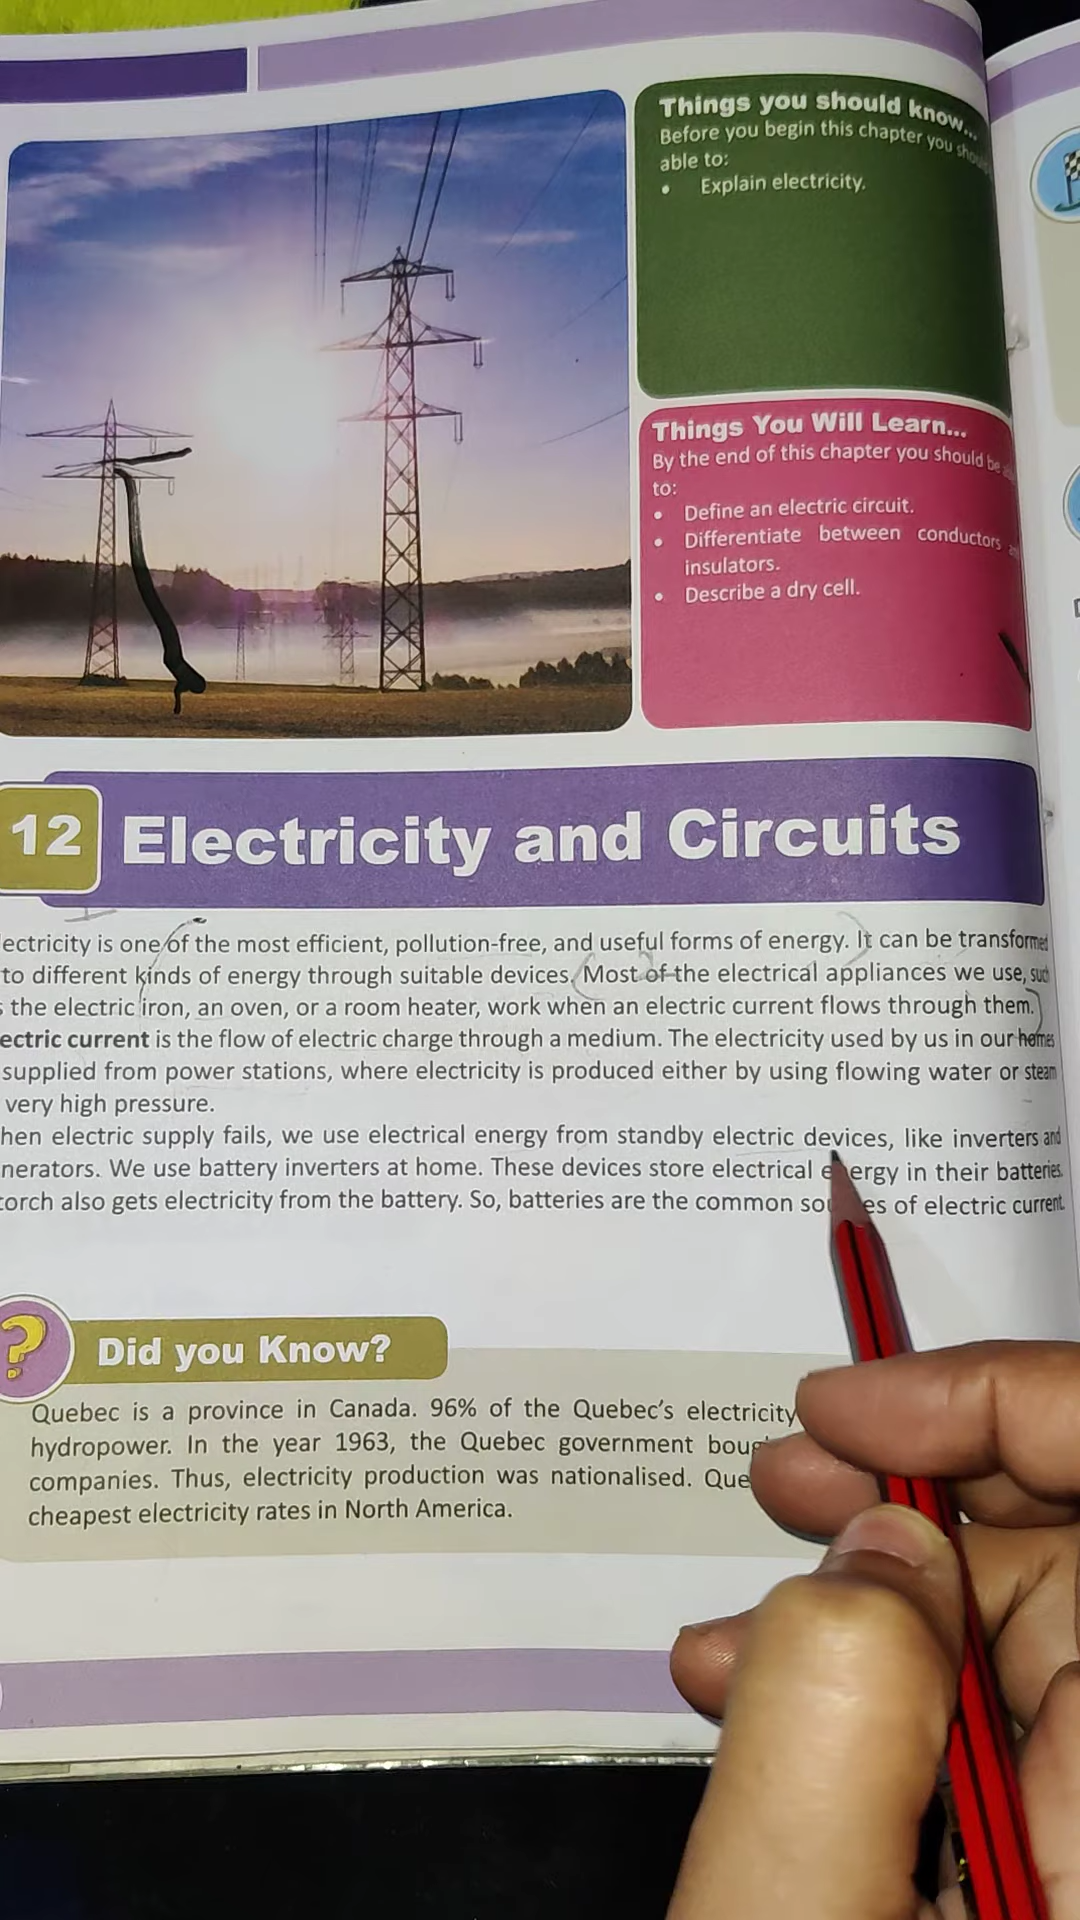 Things you should know...
Before you begin this chapter you should
able to:
• Explain electricity.
Things You Will Learn...
By the end of this chapter you should be
to:
• Define an electric circuit.
• Differentiate between conductors
insulators.
• Describe a dry cell.
12 Electricity and Circuits
ectricity is one of the most efficient, pollution-free, and useful forms of energy. It can be transformed
to different kinds of energy through suitable devices. Most of the electrical appliances we use, such
the electric iron, an oven, or a room heater, work when an electric current flows through them.
ectric current is the flow of electric charge through a medium. The electricity used by us in our homes
supplied from power stations, where electricity is produced either by using flowing water or steam
very high pressure.
hen electric supply fails, we use electrical energy from standby electric devices, like inverters and
nerators. We use battery inverters at home. These devices store electrical energy in their batteries.
torch also gets electricity from the battery. So, batteries are the common of electric current.
? Did you Know?
Quebec is a province in Canada. 96% of the Quebec's electricity
hydropower. In the year 1963, the Quebec government
companies. Thus, electricity production was nationalised.
cheapest electricity rates in North America.